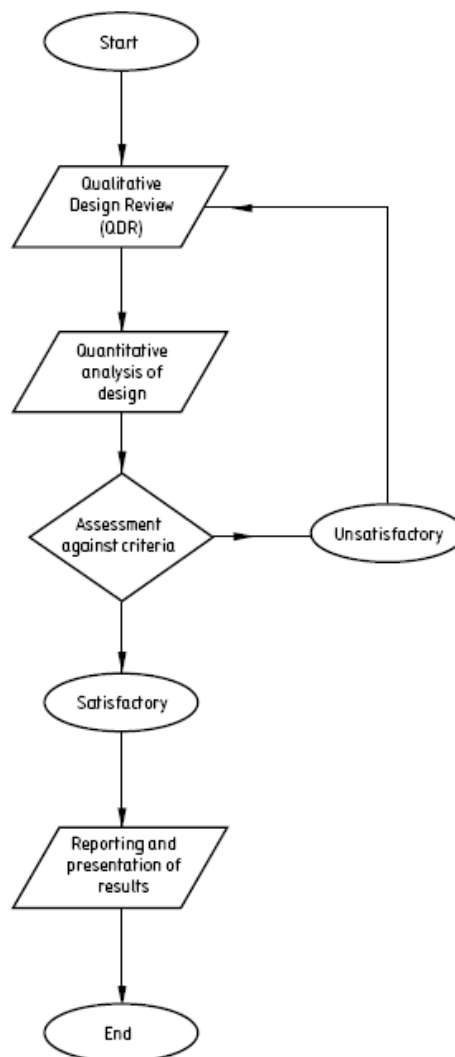 Start
Qualitative
Design Review
(QDR)
Quantitative
analysis of
design
Assessment
against criteria
Unsatisfactory
Satisfactory
Reporting and
presentation of
results
End